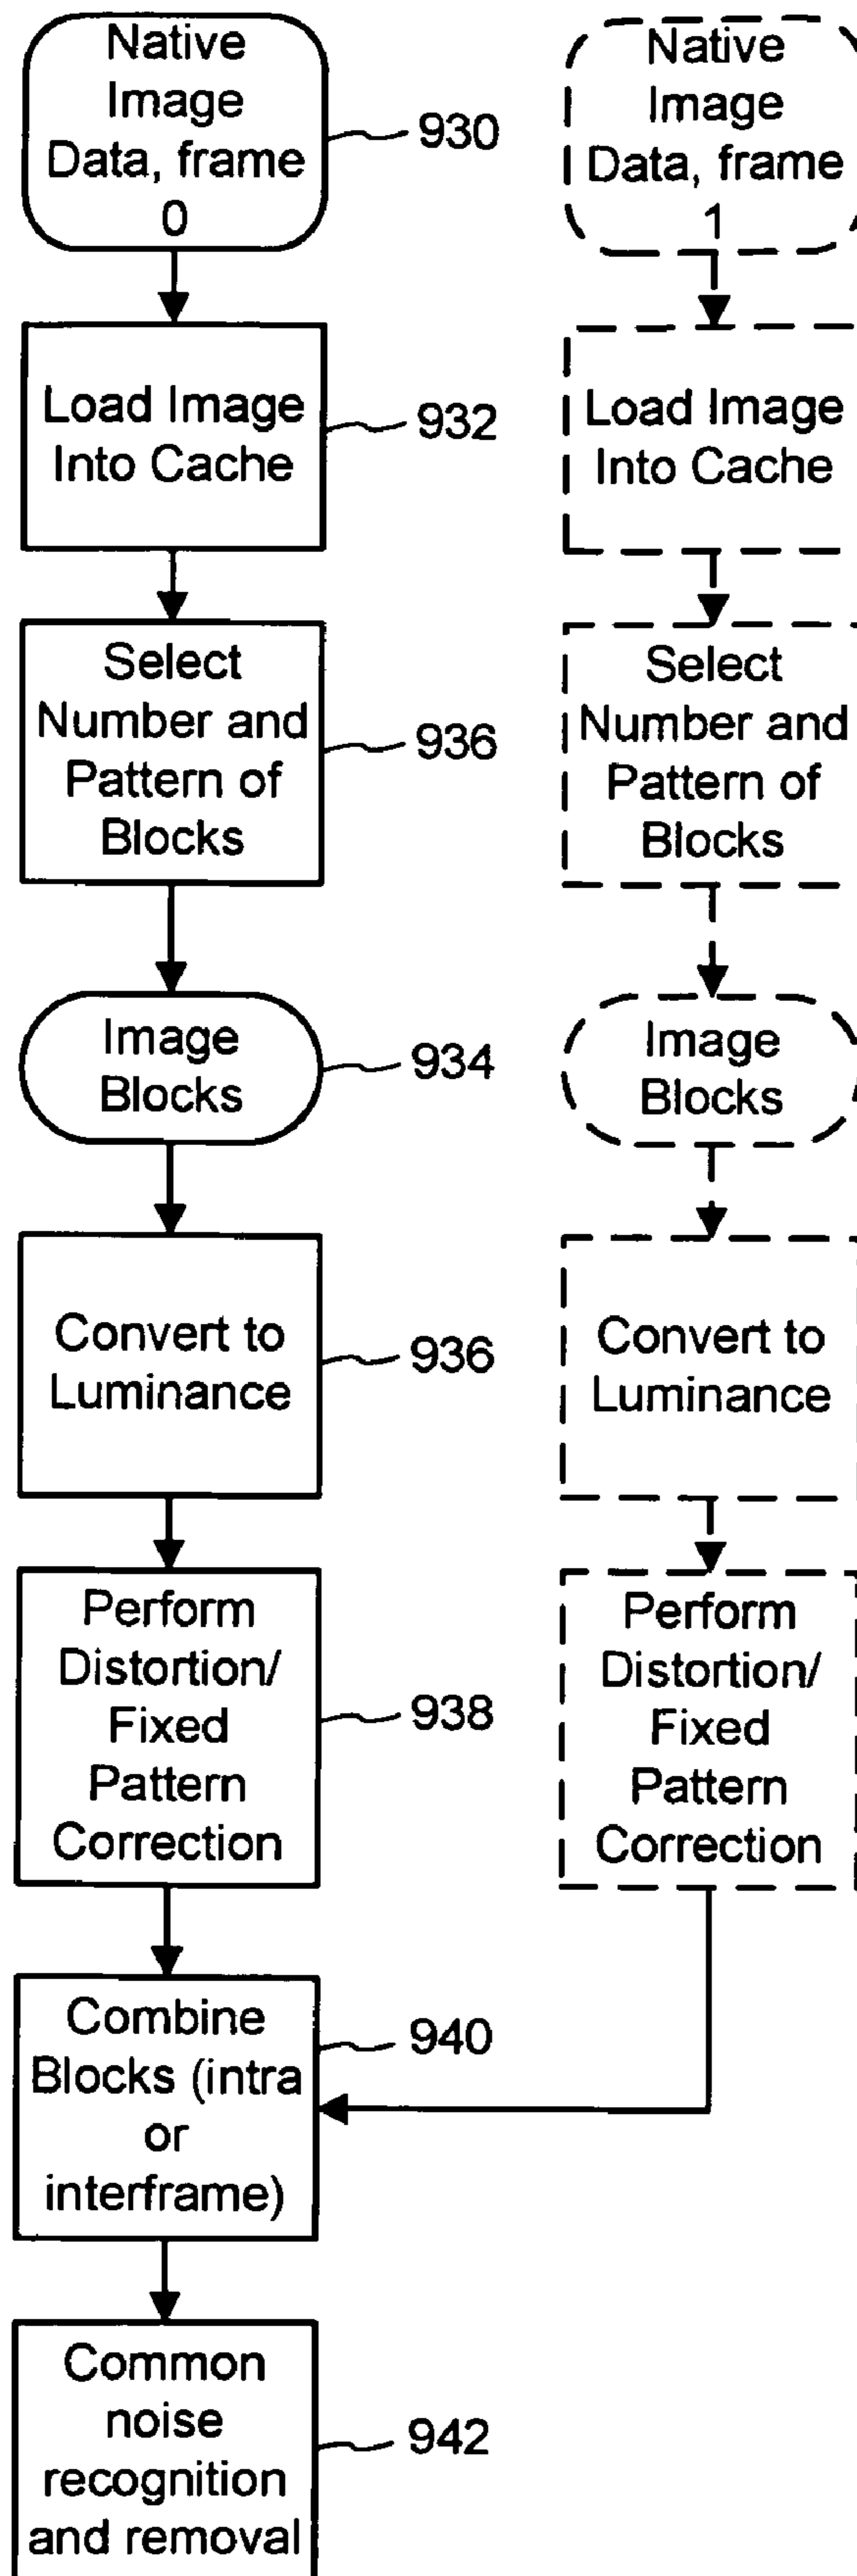 Native
Image
Data, frame
0
930
Load Image
Into Cache
932
Select
Number and
Pattern of
Blocks
936
Image
Blocks
934
Convert to
Luminance
936
Perform
Distortion/
Fixed
Pattern
Correction
938
Combine
Blocks (intra
or
interframe)
940
Common
noise
recognition
and removal
942
Native
Image
Data, frame
1
Load Image
Into Cache
Select
Number and
Pattern of
Blocks
Image
Blocks
Convert to
Luminance
Perform
Distortion/
Fixed
Pattern
Correction